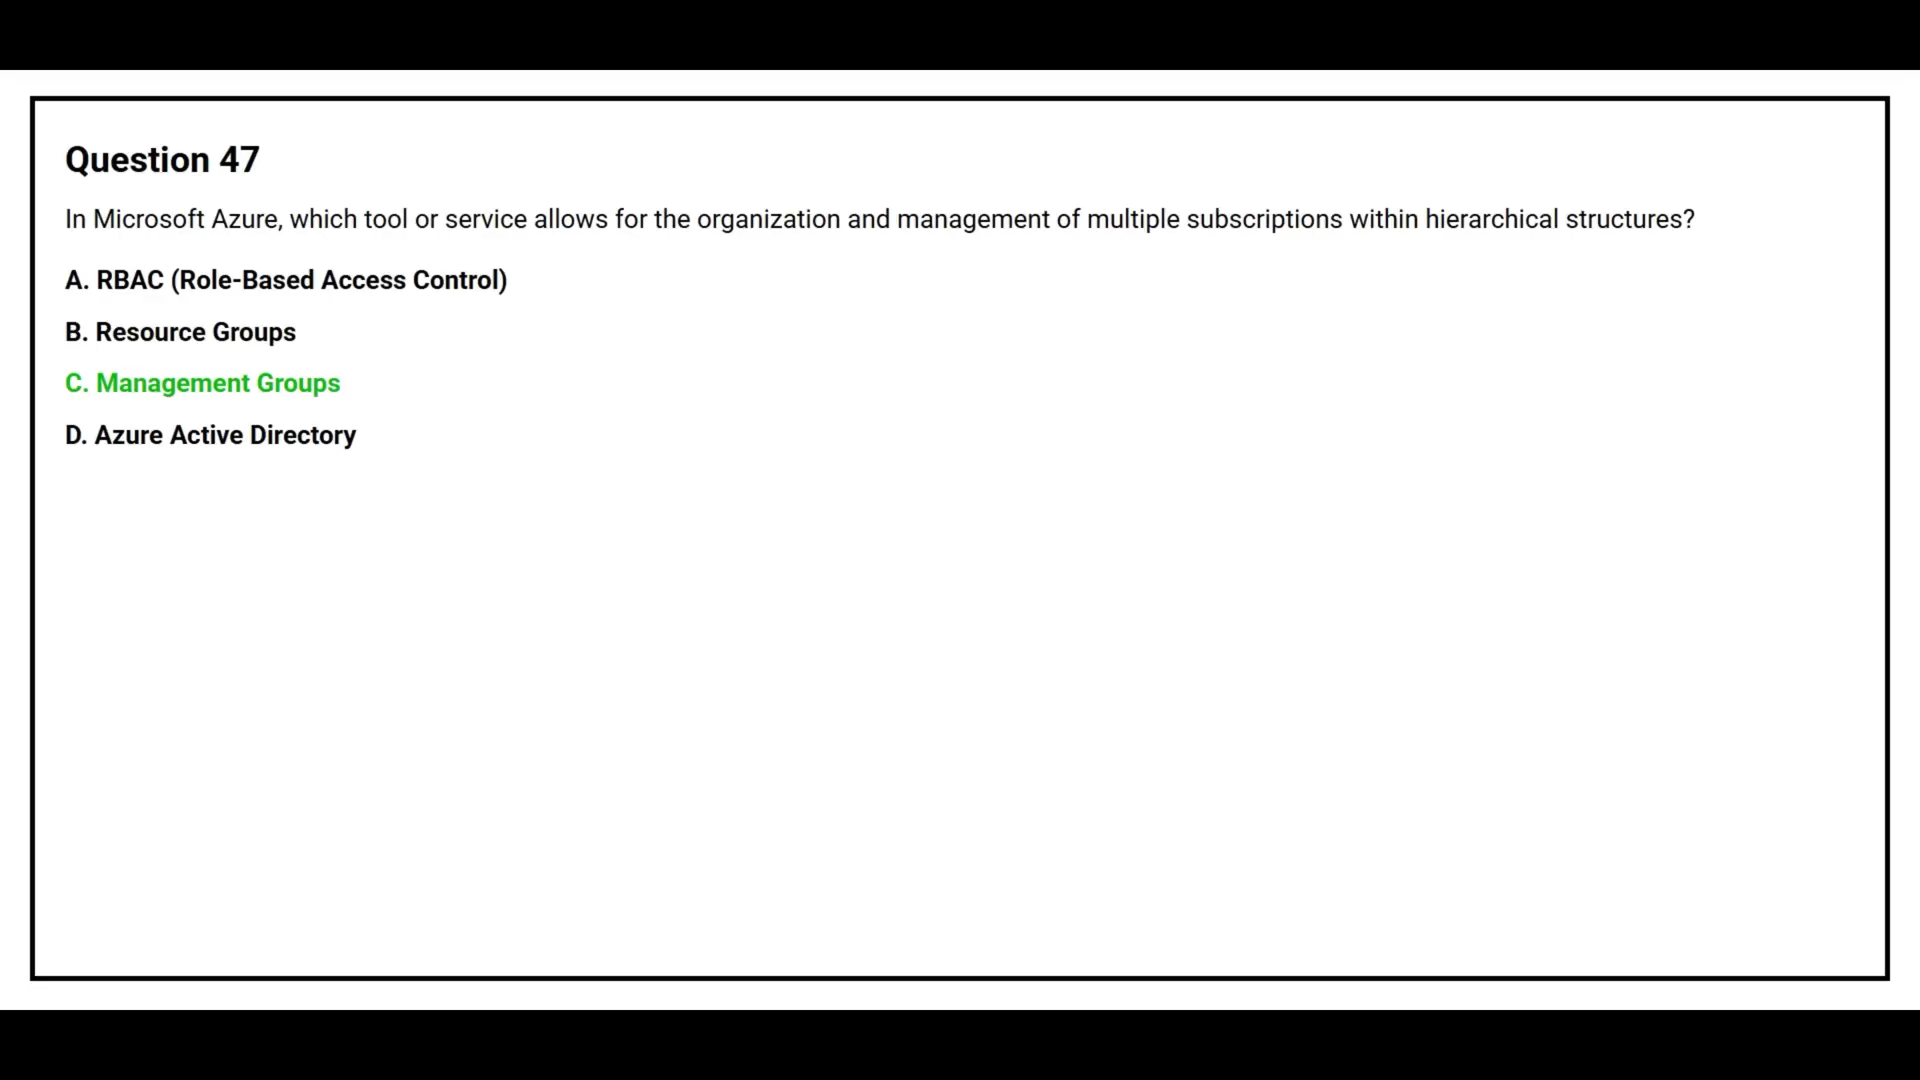 Question 47
In Microsoft Azure, which tool or service allows for the organization and management of multiple subscriptions within hierarchical structures?
A. RBAC (Role-Based Access Control)
B. Resource Groups
C. Management Groups
D. Azure Active Directory